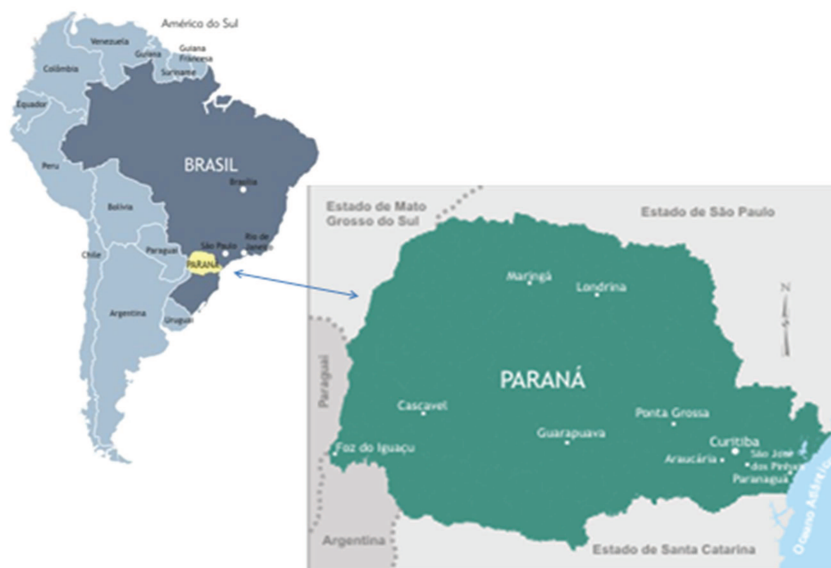 América do Sul
Venezuela
Guiana
Guiana
Francesa
Suriname
Colômbia
Equador
Peru
BRASIL
Brasília
Bolívia
Paraguai
Chile
São Paulo
Rio de
Janeiro
PARANÁ
Argentina
Uruguai
Estado de Mato
Grosso do Sul
Estado de São Paulo
Maringá
Londrina
N
Paraguai
PARANÁ
Cascavel
Ponta Grossa
Guarapuava
Foz do Iguaçu
Curitiba
Araucária
São José
dos Pinhais
Paranaguá
Oceano Atlântico
Argentina
Estado de Santa Catarina